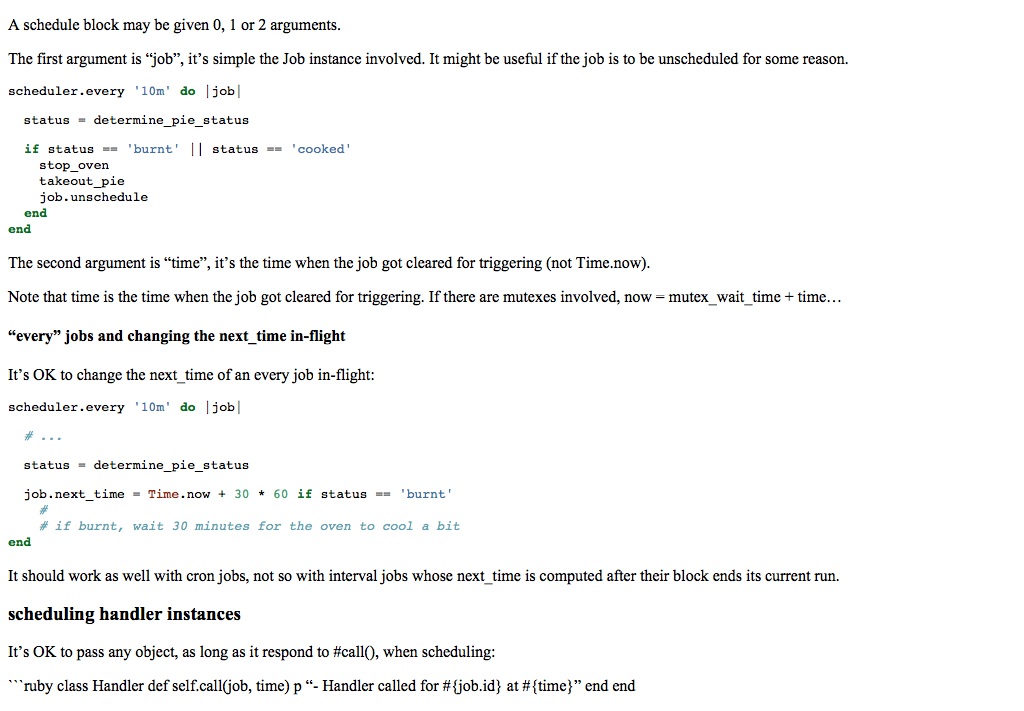 A schedule block may be given 0, 1 or 2 arguments.
The first argument is “job”, it’s simple the Job instance involved. It might be useful if the job is to be unscheduled for some reason.
scheduler.every '10m' do |job|
status = determine_pie_status
if status == 'burnt' || status == 'cooked'
stop_oven
takeout_pie
job.unschedule
end
end
The second argument is “time”, it’s the time when the job got cleared for triggering (not Time.now).
Note that time is the time when the job got cleared for triggering. If there are mutexes involved, now = mutex_wait_time + time…
“every” jobs and changing the next_time in-flight
It’s OK to change the next_time of an every job in-flight:
scheduler.every '10m' do |job|
# ...
status = determine_pie_status
job.next_time = Time.now + 30 * 60 if status == 'burnt'
#
# if burnt, wait 30 minutes for the oven to cool a bit
end
It should work as well with cron jobs, not so with interval jobs whose next_time is computed after their block ends its current run.
scheduling handler instances
It’s OK to pass any object, as long as it respond to #call(), when scheduling:
```ruby class Handler def self.call(job, time) p “- Handler called for #{job.id} at #{time}” end end